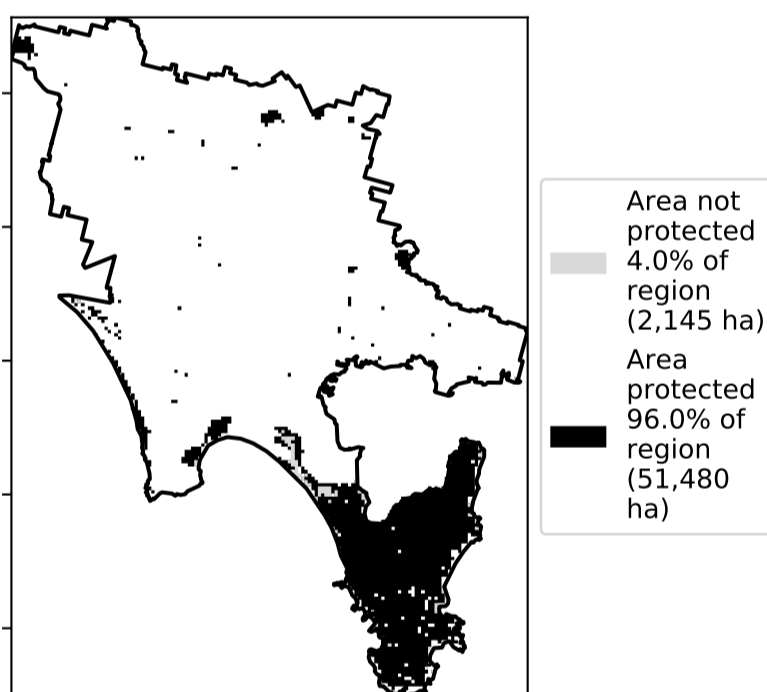 Area not
protected
4.0% of
region
(2,145 ha)
Area
protected
96.0% of
region
(51,480
ha)